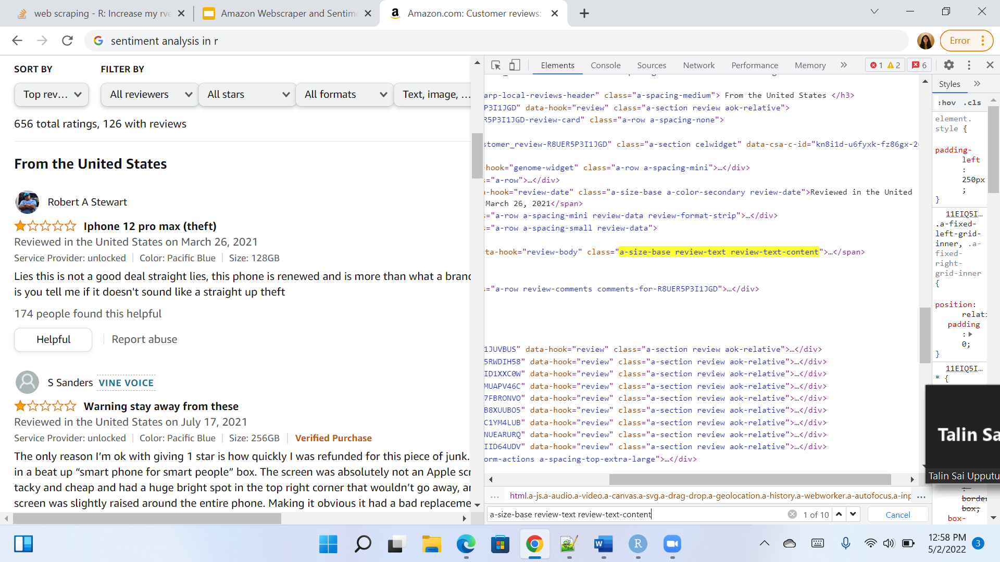 web scraping - R: Increase my rve
Amazon Webscraper and Sentime
Amazon.com: Customer reviews:
sentiment analysis in r
Error
SORT BY
FILTER BY
Top rev...
All reviewers
All stars
All formats
Text, image, ...
656 total ratings, 126 with reviews
From the United States
Robert A Stewart
Iphone 12 pro max (theft)
Reviewed in the United States on March 26, 2021
Service Provider: unlocked
Color: Pacific Blue
Size: 128GB
Lies this is not a good deal straight lies, this phone is renewed and is more than what a branc
is you tell me if it doesn't sound like a straight up theft
174 people found this helpful
Helpful
Report abuse
S Sanders
VINE VOICE
Warning stay away from these
Reviewed in the United States on July 17, 2021
Service Provider: unlocked
Color: Pacific Blue
Size: 256GB
Verified Purchase
The only reason I’m ok with giving 1 star is how quickly I was refunded for this piece of junk.
in a beat up “smart phone for smart people” box. The screen was absolutely not an Apple scr
tacky and cheap and had a huge bright spot in the top right corner that wouldn’t go away, an
screen was slightly raised around the entire phone. Making it obvious it had a bad replaceme
Elements
Console
Sources
Network
Performance
Memory
1
2
6
arp-local-reviews-header" class="a-spacing-medium"> From the United States </h3>
P3I1JGD" data-hook="review" class="a-section review aok-relative">
R5P3I1JGD-review-card" class="a-row a-spacing-none">
stomer_review-R8UER5P3I1JGD" class="a-section celwidget" data-csa-c-id="kn8i1d-u6fyxk-fz86gx-2
-hook="genome-widget" class="a-row a-spacing-mini">…</div>
s="a-row">…</div>
a-hook="review-date" class="a-size-base a-color-secondary review-date">Reviewed in the United
March 26, 2021</span>
s="a-row a-spacing-mini review-data review-format-strip">…</div>
s="a-row a-spacing-small review-data">
ta-hook="review-body" class="a-size-base review-text review-text-content">…</span>
s="a-row review-comments comments-for-R8UER5P3I1JGD">…</div>
1JUVBUS" data-hook="review" class="a-section review aok-relative">…</div>
5RWDIH58" data-hook="review" class="a-section review aok-relative">…</div>
ID1XXC0W" data-hook="review" class="a-section review aok-relative">…</div>
MUAPV46C" data-hook="review" class="a-section review aok-relative">…</div>
7FBRONVO" data-hook="review" class="a-section review aok-relative">…</div>
B8XUUBO5" data-hook="review" class="a-section review aok-relative">…</div>
C1YM4LUB" data-hook="review" class="a-section review aok-relative">…</div>
NUEARURQ" data-hook="review" class="a-section review aok-relative">…</div>
IID64UDV" data-hook="review" class="a-section review aok-relative">…</div>
orm-actions a-spacing-top-extra-large">…</div>
... html.a-js.a-audio.a-video.a-canvas.a-svg.a-drag-drop.a-geolocation.a-history.a-webworker.a-autofocus.a-inp ...
a-size-base review-text review-text-content
1 of 10
Cancel
Styles
:hov .cls
element.
style {
padding-
left
:
250px
;
}
11EIQ5I…
.a-fixed-
left-grid-
inner, .a-
fixed-
right-
grid-inner
{
position:
relati
padding
:
0;
}
11EIQ5I…
* {
Talin Sa
Talin Sai Upputu
border
box;
box-
12:58 PM
5/2/2022
3